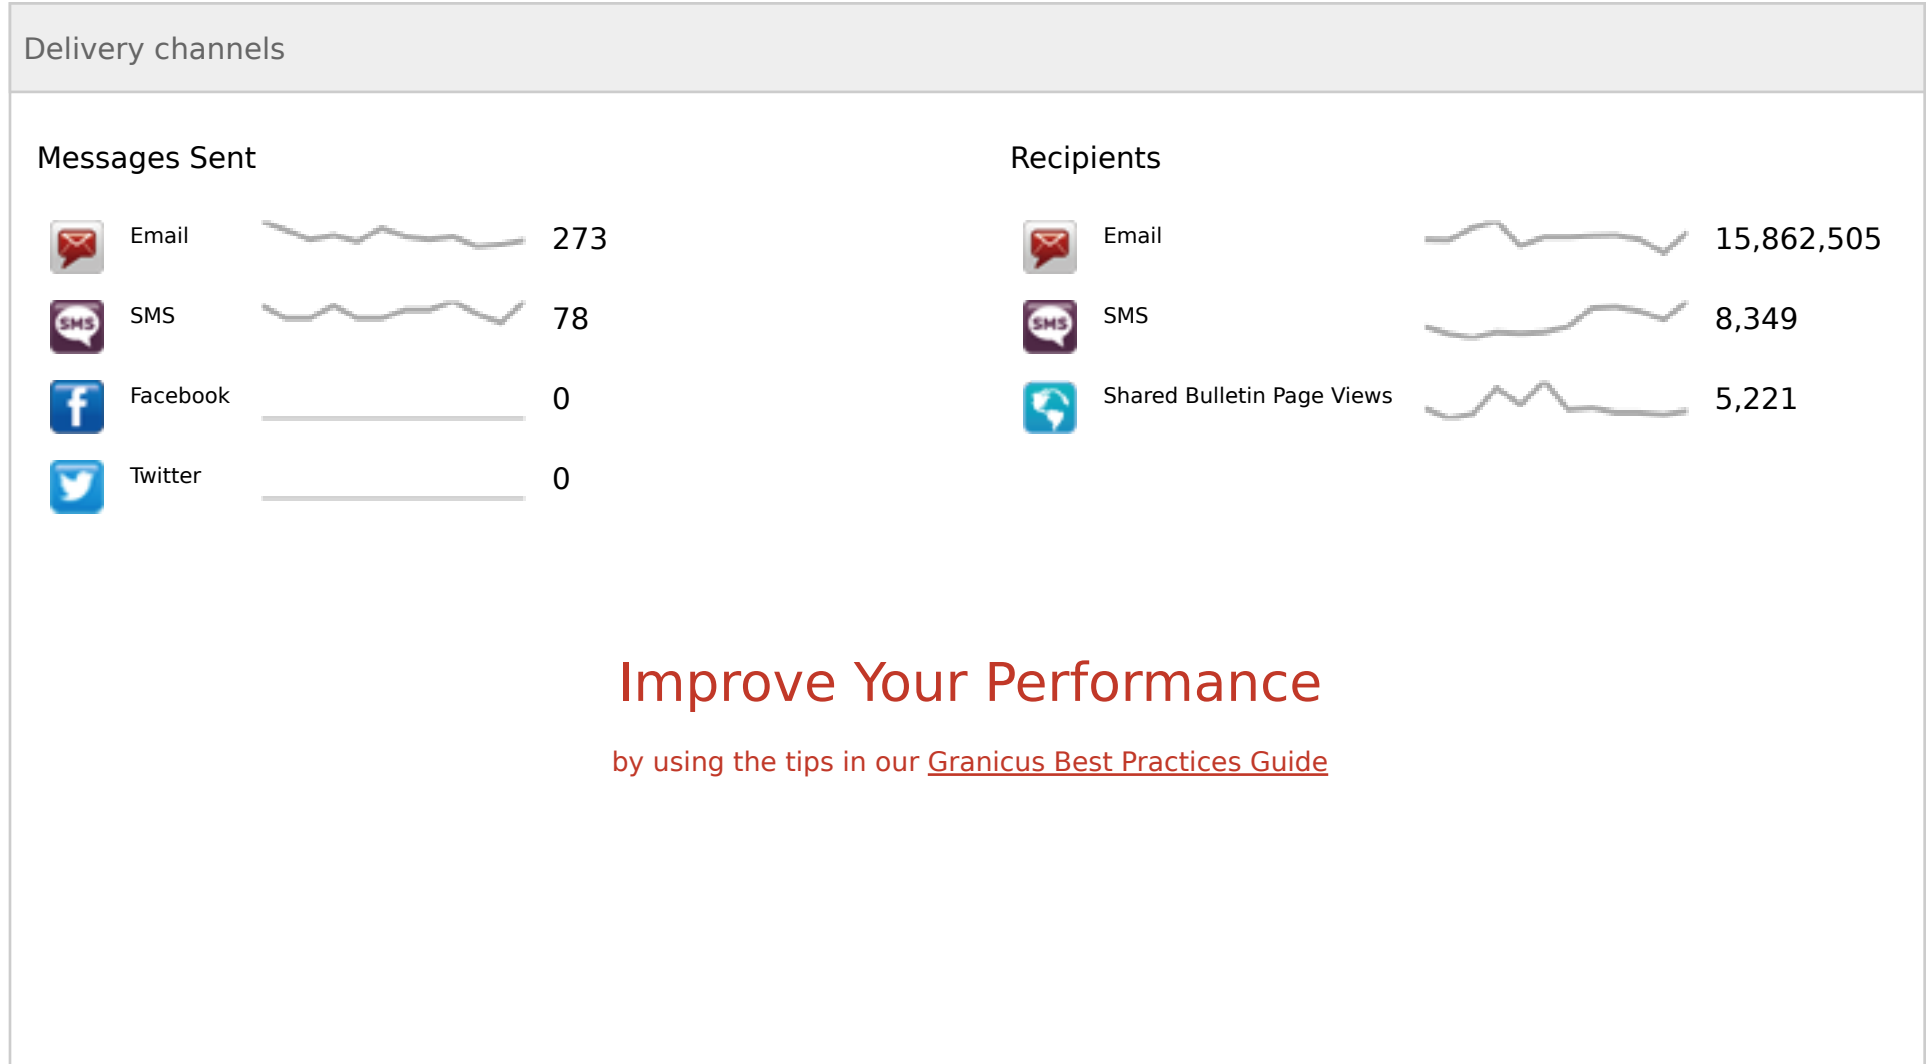 Delivery channels
Messages Sent
Email 273
SMS SMS 78
Facebook 0
Twitter 0
Recipients
Email 15,862,505
SMS SMS 8,349
Shared Bulletin Page Views 5,221
Improve Your Performance
by using the tips in our Granicus Best Practices Guide